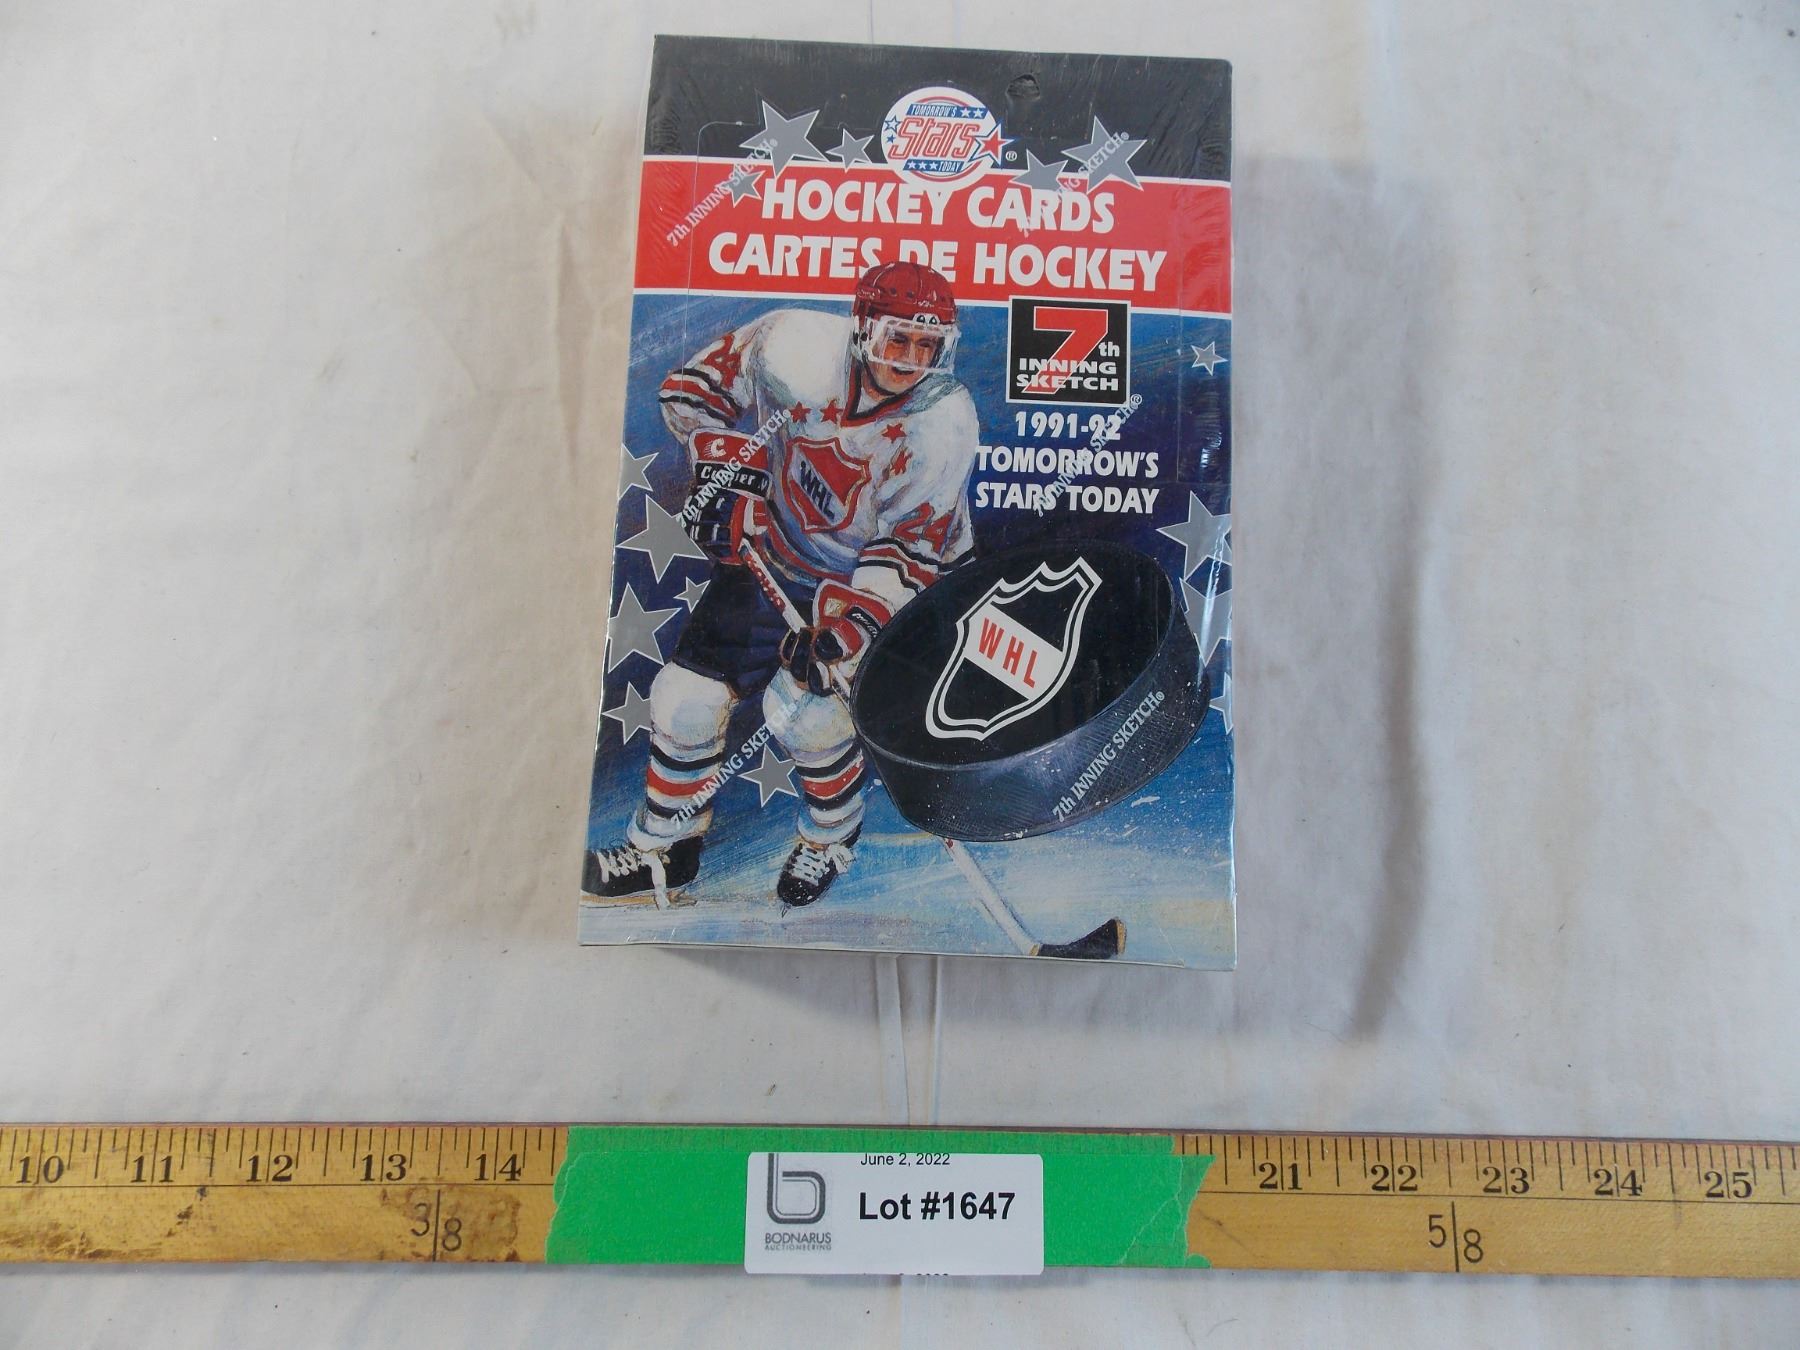 TOMORROW'S
Stars
TODAY
®
HOCKEY CARDS
CARTES DE HOCKEY
7th
INNING
SKETCH
®
1991-92
TOMORROW'S
STARS TODAY
7th INNING SKETCH®
7th INNING SKETCH®
7th INNING SKETCH®
7th INNING SKETCH®
7th INNING SKETCH®
7th INNING SKETCH®
24
C
WHL
24
WHL
10 11 12 13 14 21 22 23 24 25
3/8
5/8
June 2, 2022
Lot #1647
BODNARUS
AUCTIONEERING